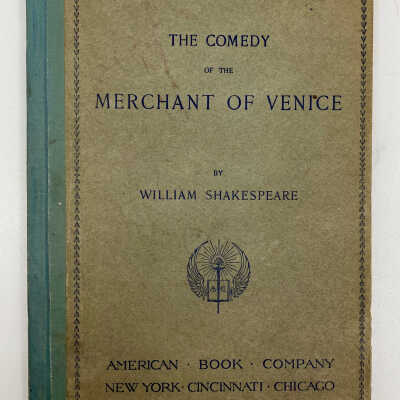 THE COMEDY
OF THE
MERCHANT OF VENICE
BY
WILLIAM SHAKESPEARE
AMERICAN · BOOK · COMPANY
NEW YORK · CINCINNATI · CHICAGO